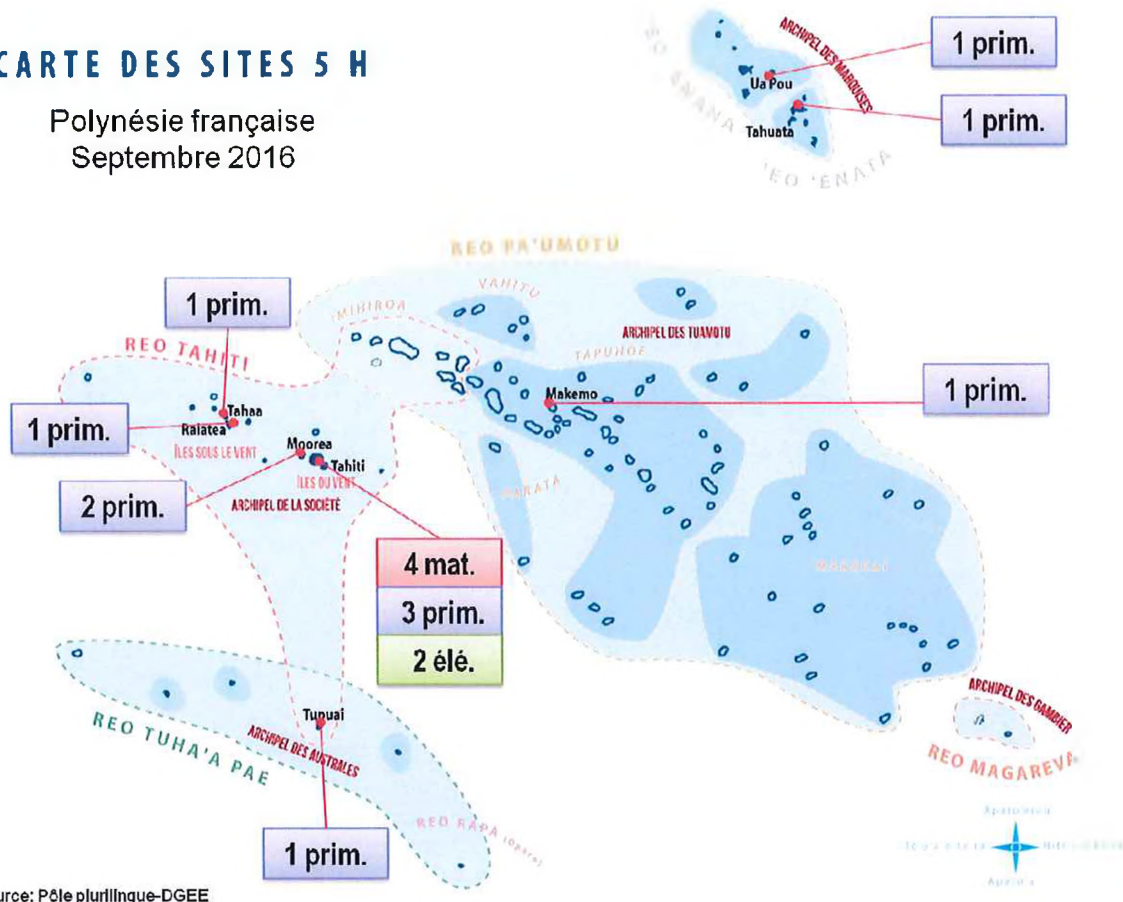 CARTE DES SITES 5 H
Polynésie française
Septembre 2016
ARCHIPEL DES MARQUISES
1 prim.
Ua Pou
1 prim.
Tahuata
'EO 'ENATA
REO PA'UMOTU
VAHITU
MIHIROA
1 prim.
ARCHIPEL DES TUAMOTU
REO TAHITI
TAPUHOE
Makemo
1 prim.
Tahaa
1 prim.
Raiatea
Moorea
ÎLES SOUS LE VENT
Tahiti
ÎLES DU VENT
2 prim.
ARCHIPEL DE LA SOCIÉTÉ
4 mat.
3 prim.
2 élé.
ARCHIPEL DES GAMBIER
Tupuai
REO TUHA'A PAE
ARCHIPEL DES AUSTRALES
REO MAGAREVA
REO RAPA
1 prim.
urce: Pôle plurilingue-DGEE